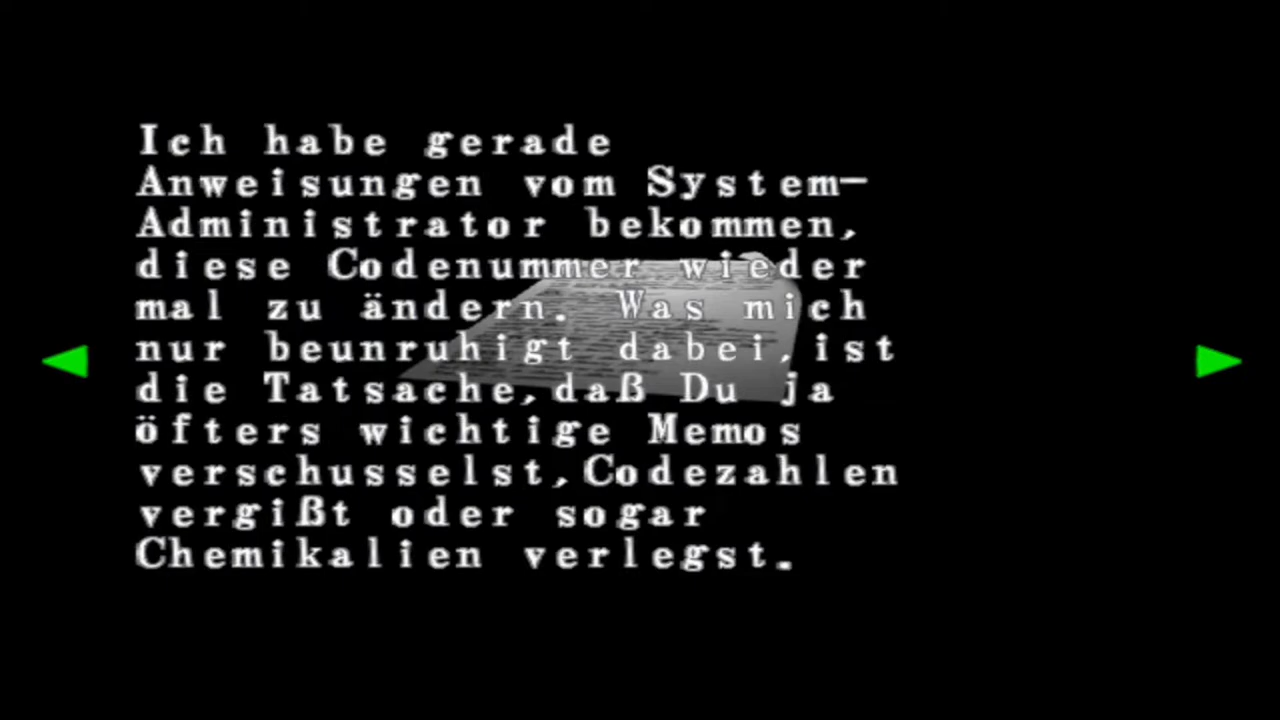 Ich habe gerade
Anweisungen vom System-
Administrator bekommen,
diese Codenummer wieder
mal zu ändern. Was mich
nur beunruhigt dabei, ist
die Tatsache, daß Du ja
öfters wichtige Memos
verschusselst, Codezahlen
vergißt oder sogar
Chemikalien verlegst.